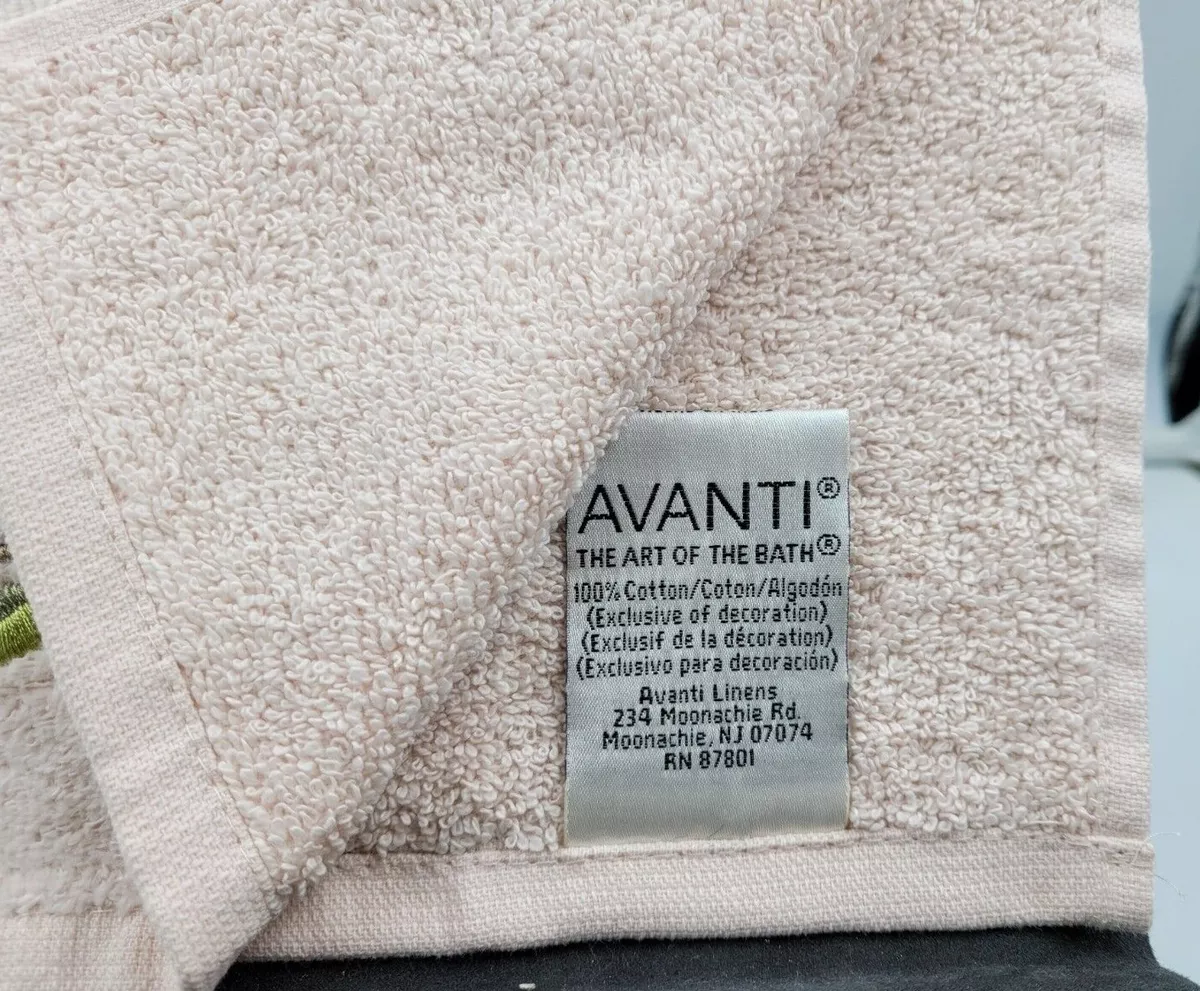 AVANTI®
THE ART OF THE BATH®
100% Cotton/Coton/Algodón
(Exclusive of decoration)
(Exclusif de la décoration)
(Exclusivo para decoración)
Avanti Linens
234 Moonachie Rd.
Moonachie, NJ 07074
RN 87801